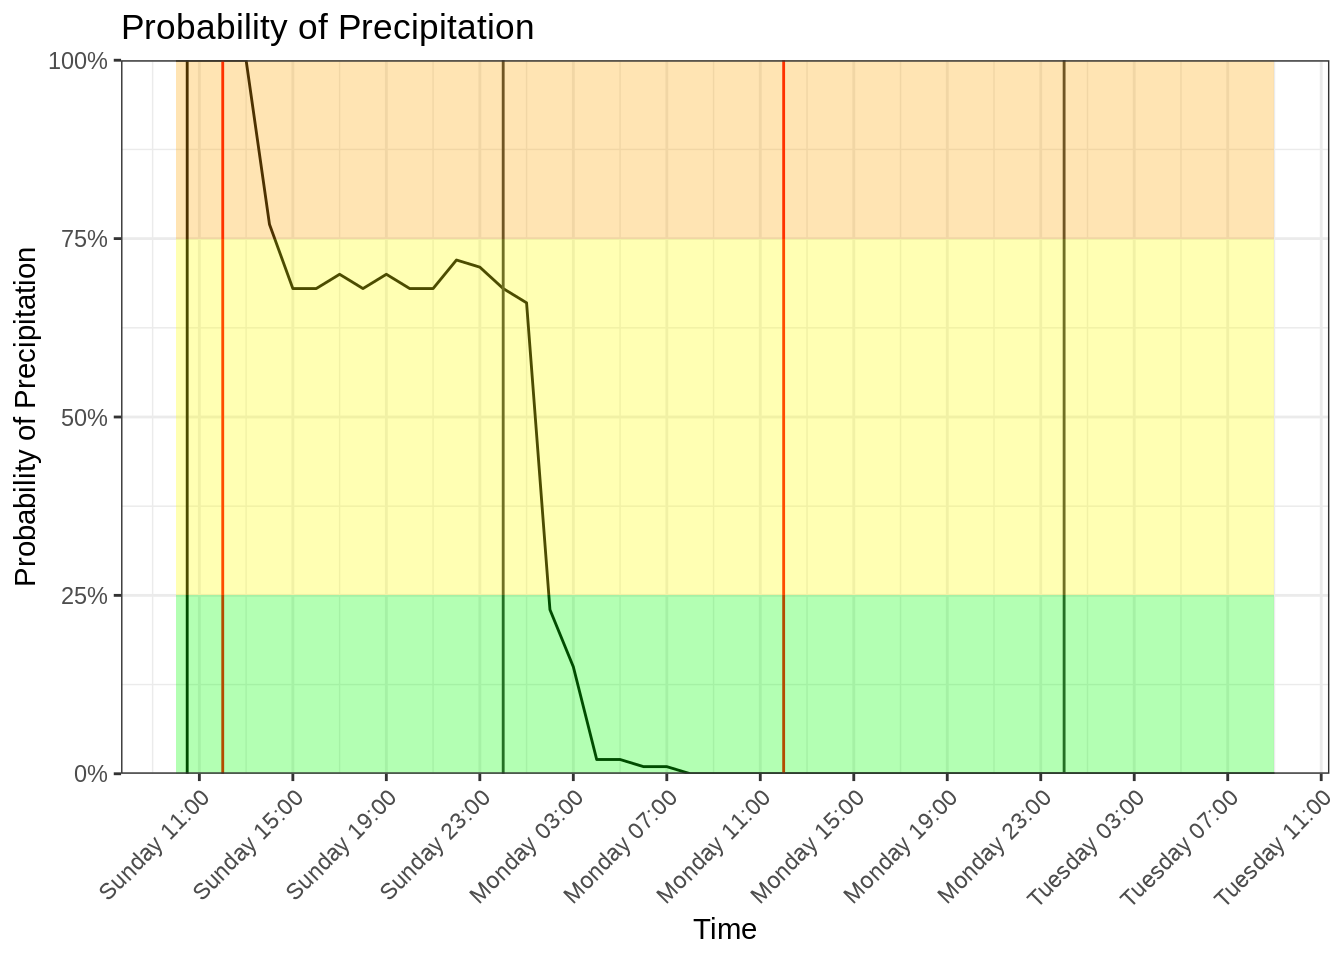 Probability of Precipitation
Probability of Precipitation
100%
75%
50%
25%
0%
Sunday 11:00
Sunday 15:00
Sunday 19:00
Sunday 23:00
Monday 03:00
Monday 07:00
Monday 11:00
Monday 15:00
Monday 19:00
Monday 23:00
Tuesday 03:00
Tuesday 07:00
Tuesday 11:00
Time